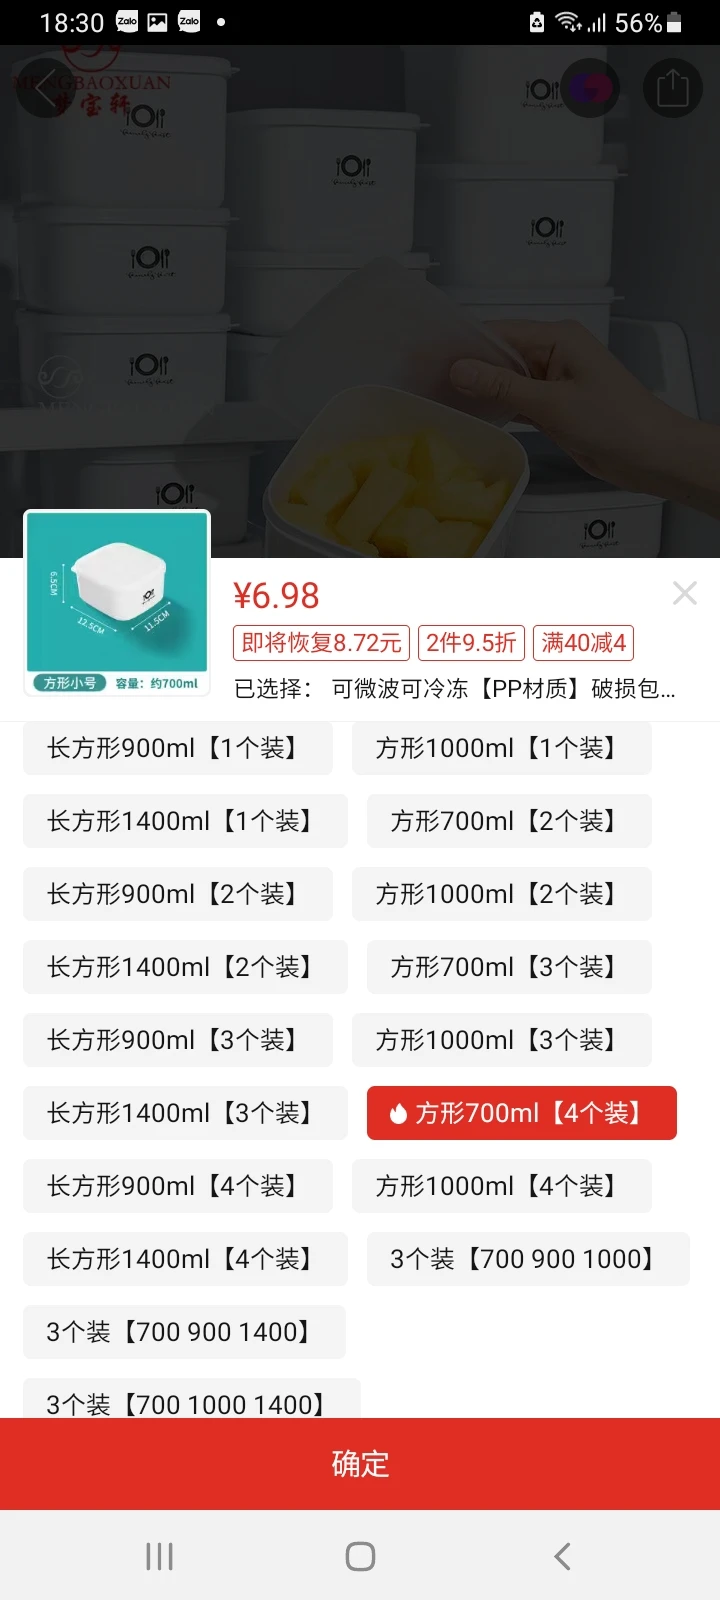 18:30 Zalo Zalo 56%
MENGBAOXUAN
梦宝轩
¥6.98
即将恢复8.72元 2件9.5折 满40减4
已选择： 可微波可冷冻【PP材质】破损包...
6.5CM
12.5CM 11.5CM
方形小号 容量：约700ml
长方形900ml【1个装】 方形1000ml【1个装】
长方形1400ml【1个装】 方形700ml【2个装】
长方形900ml【2个装】 方形1000ml【2个装】
长方形1400ml【2个装】 方形700ml【3个装】
长方形900ml【3个装】 方形1000ml【3个装】
长方形1400ml【3个装】 方形700ml【4个装】
长方形900ml【4个装】 方形1000ml【4个装】
长方形1400ml【4个装】 3个装【700 900 1000】
3个装【700 900 1400】
3个装【700 1000 1400】
确定